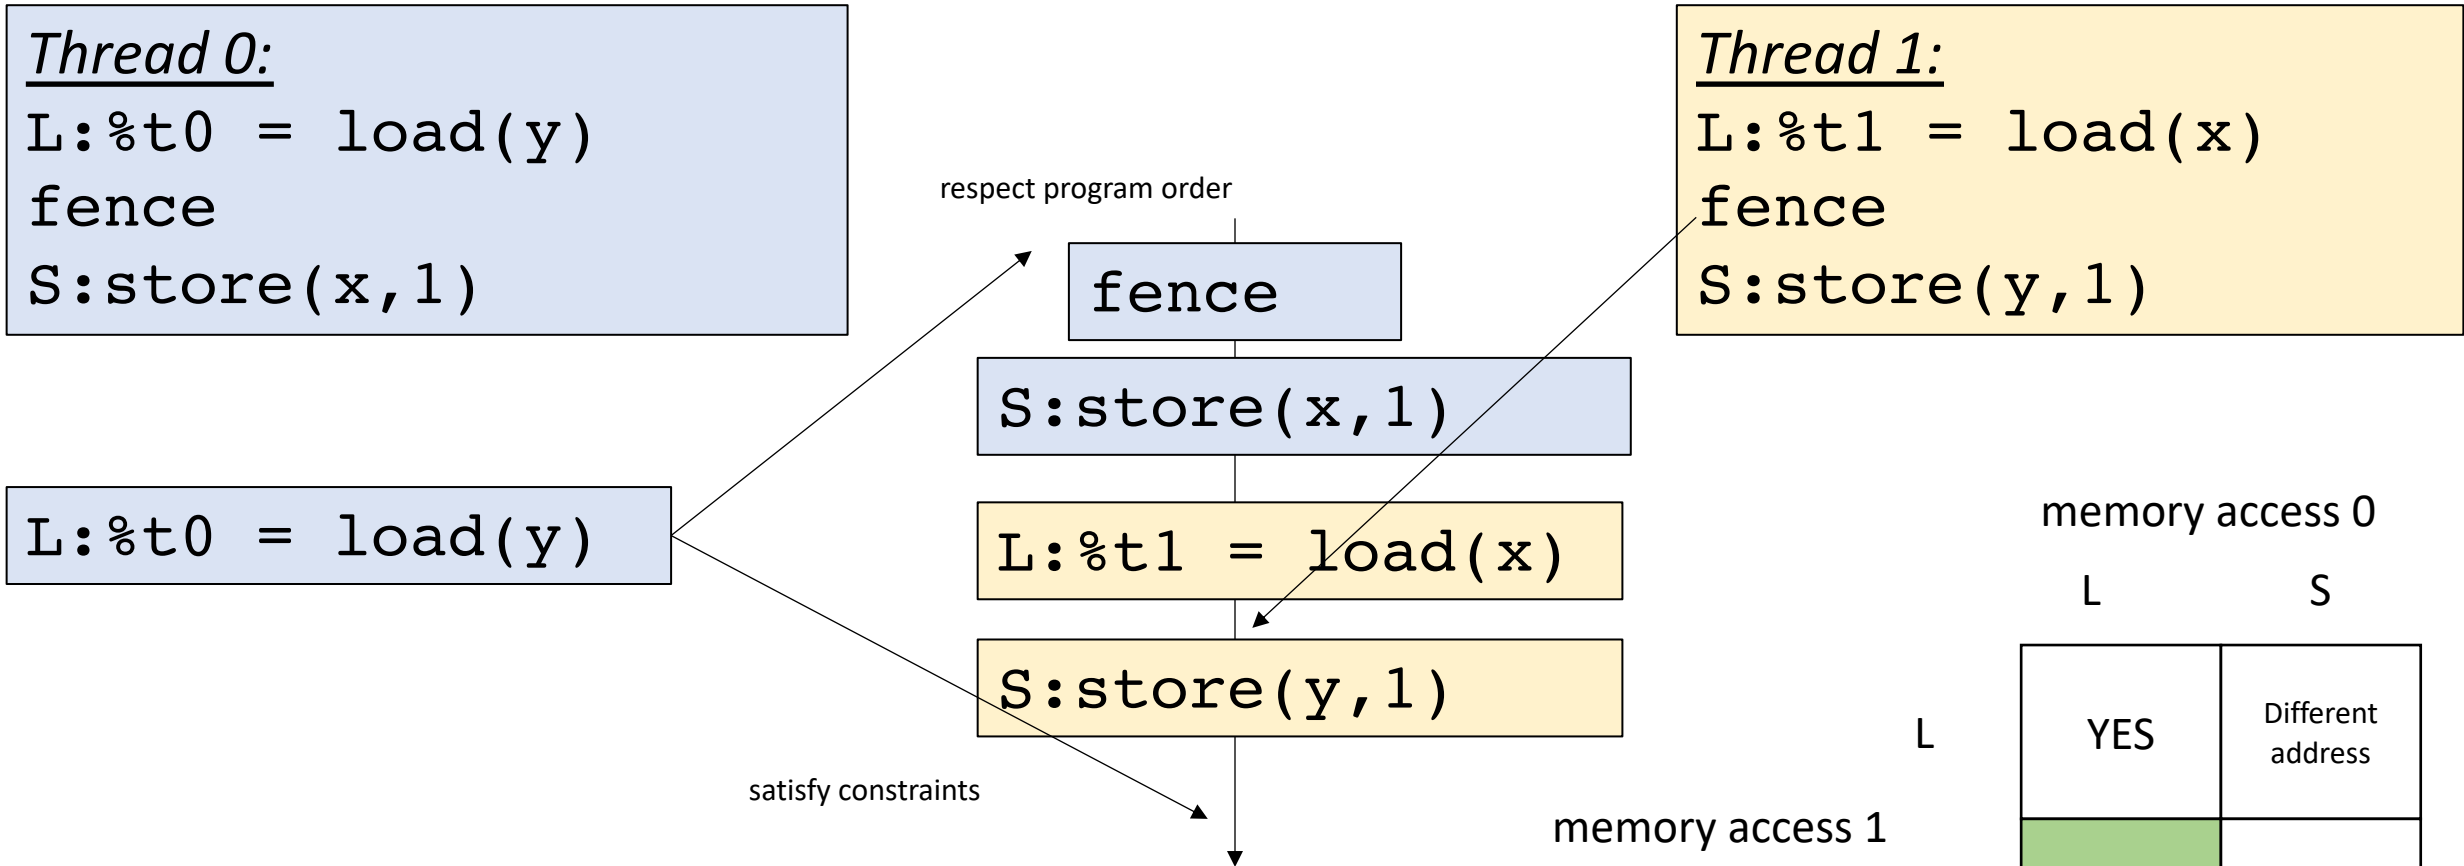 Thread 0:
L:%t0 = load(y)
fence
S:store(x,1)
Thread 1:
L:%t1 = load(x)
fence
S:store(y,1)
respect program order
fence
S:store(x,1)
L:%t0 = load(y)
L:%t1 = load(x)
S:store(y,1)
satisfy constraints
memory access 0
L S
L YES Different
address
memory access 1